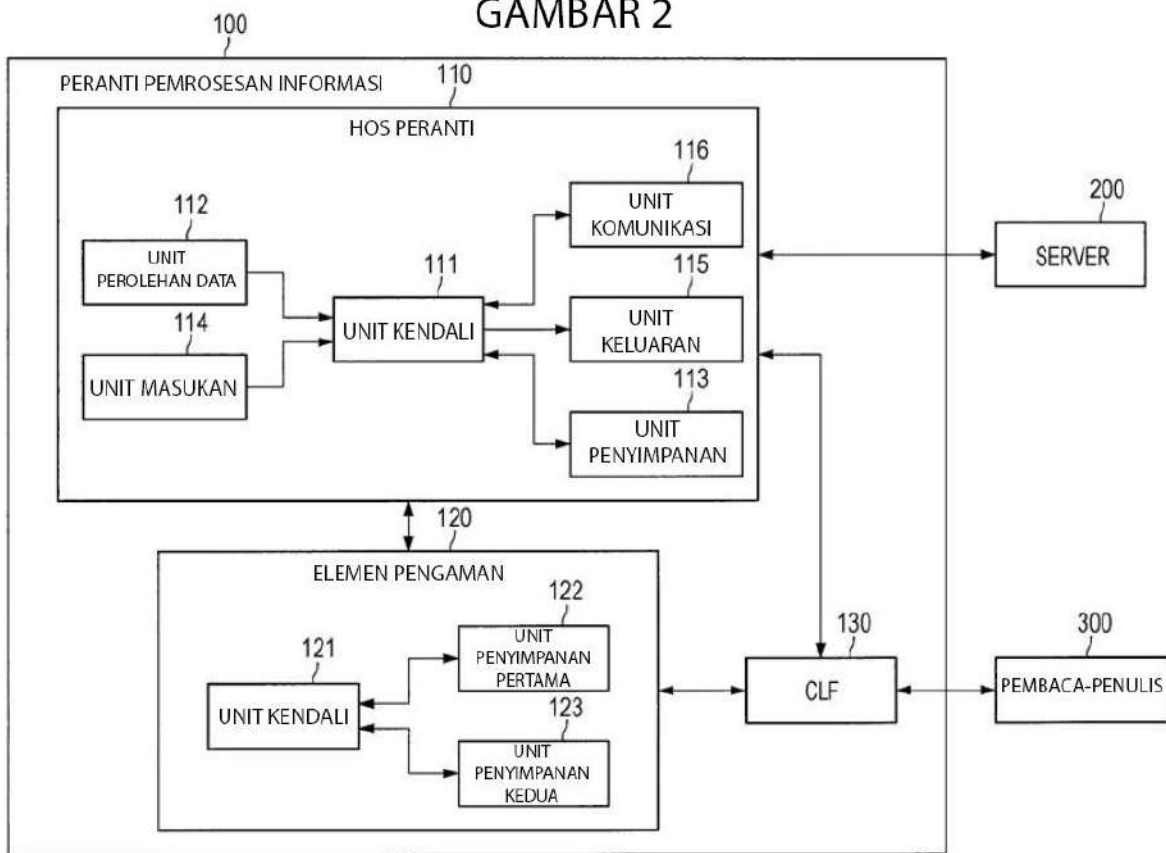 GAMBAR 2
100
PERANTI PEMROSESAN INFORMASI
110
HOS PERANTI
116
UNIT
KOMUNIKASI
112
UNIT
PEROLEHAN DATA
111
UNIT KENDALI
115
UNIT
KELUARAN
114
UNIT MASUKAN
113
UNIT
PENYIMPANAN
200
SERVER
120
ELEMEN PENGAMAN
122
UNIT
PENYIMPANAN
PERTAMA
121
UNIT KENDALI
123
UNIT
PENYIMPANAN
KEDUA
130
CLF
300
PEMBACA-PENULIS